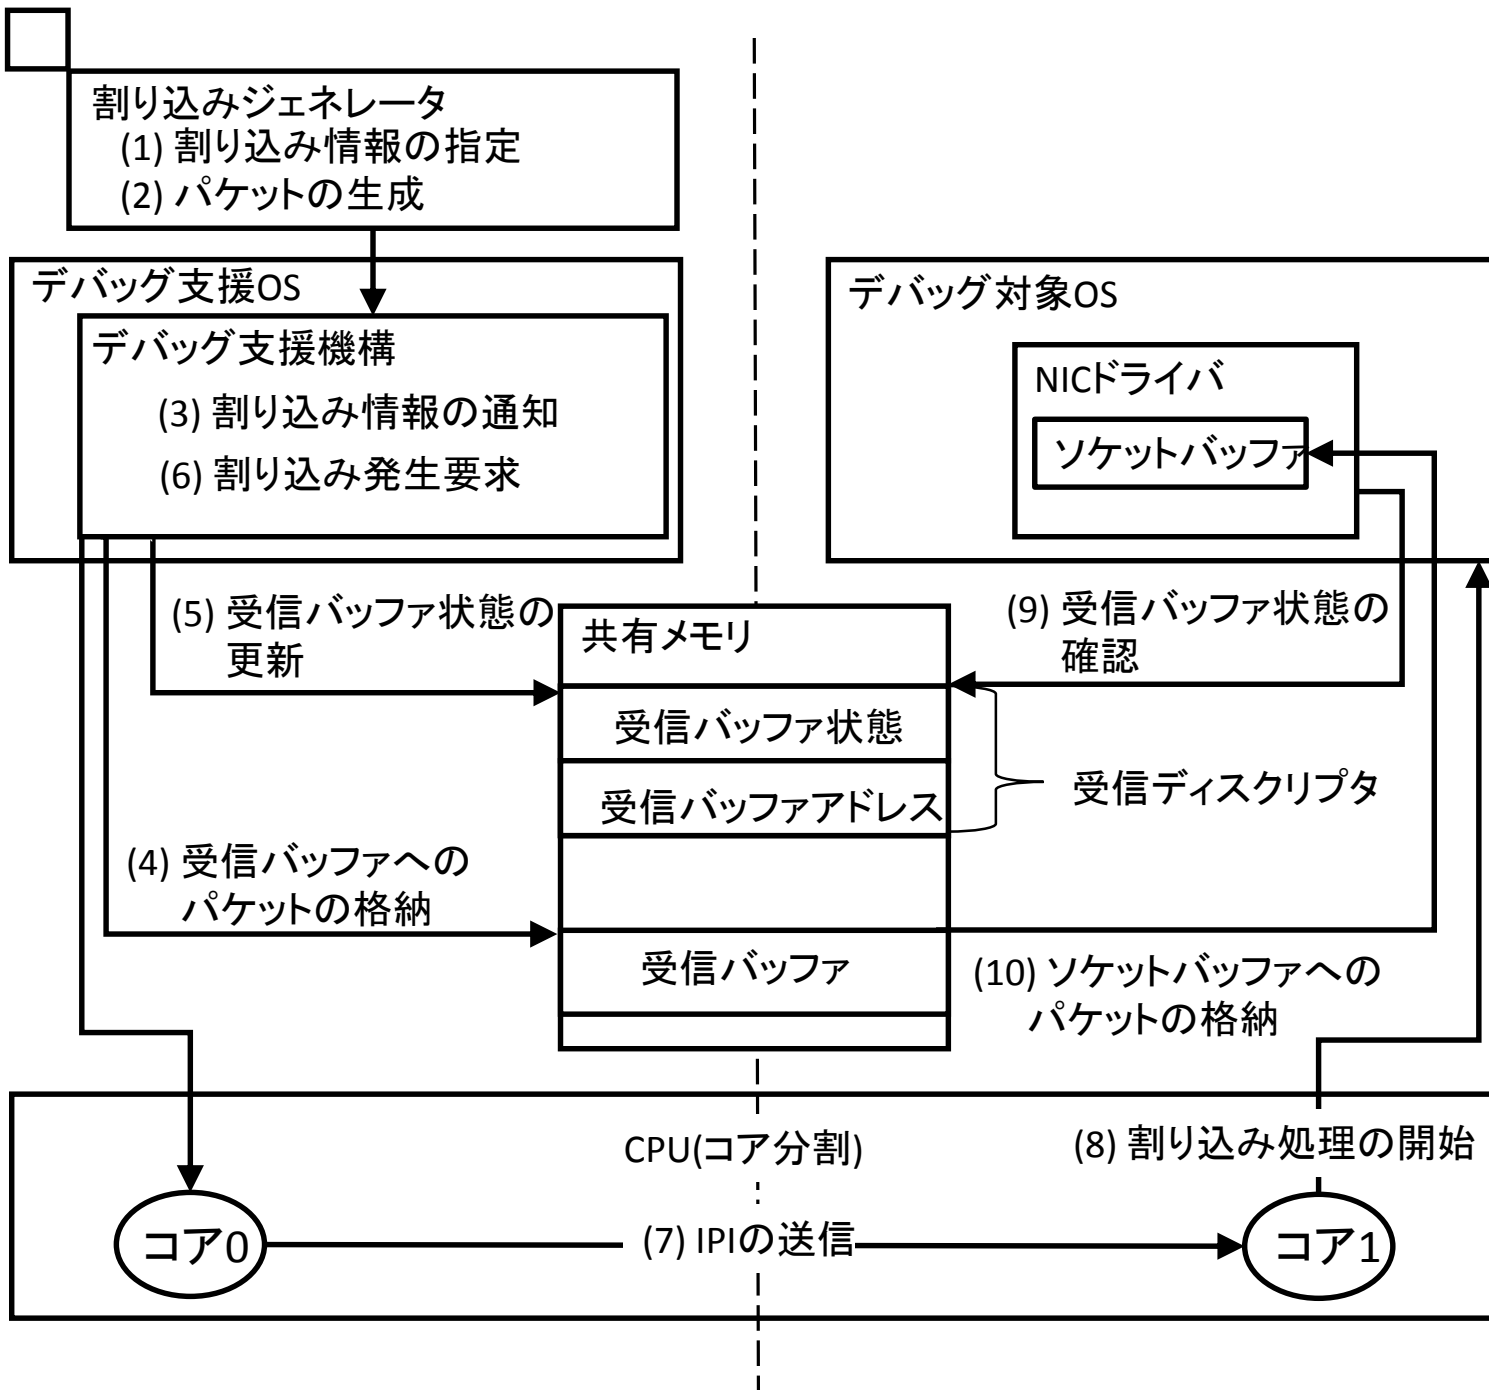 割り込みジェネレータ
(1) 割り込み情報の指定
(2) パケットの生成
デバッグ支援OS
デバッグ支援機構
(3) 割り込み情報の通知
(6) 割り込み発生要求
デバッグ対象OS
NICドライバ
ソケットバッファ
(5) 受信バッファ状態の
更新
共有メモリ
(9) 受信バッファ状態の
確認
受信バッファ状態
受信バッファアドレス
受信ディスクリプタ
(4) 受信バッファへの
パケットの格納
受信バッファ
(10) ソケットバッファへの
パケットの格納
CPU(コア分割)
(8) 割り込み処理の開始
コア0
(7) IPIの送信
コア1